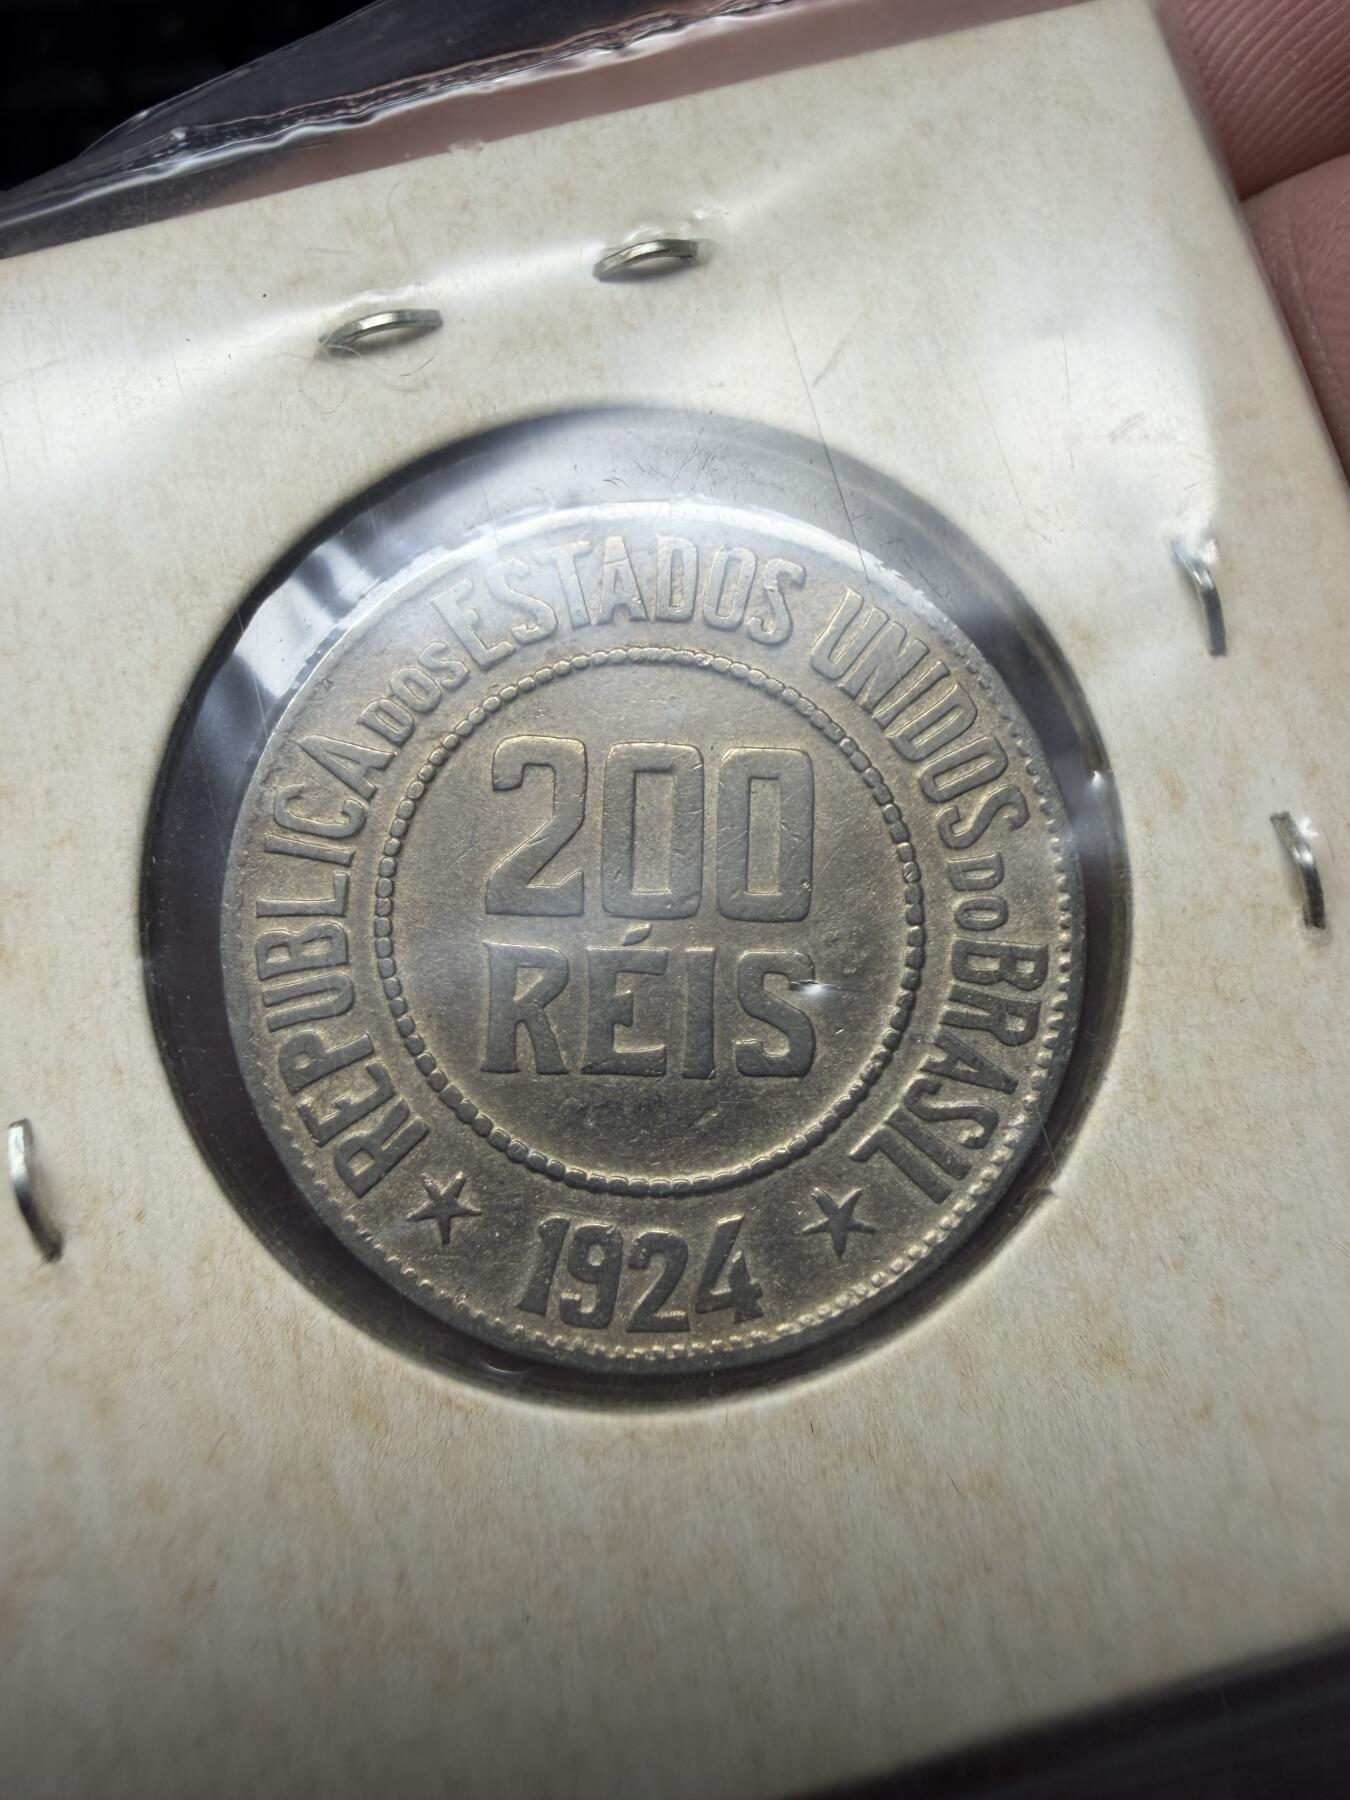 REPUBLICA DOS ESTADOS UNIDOS DO BRASIL
200
RÉIS
1924